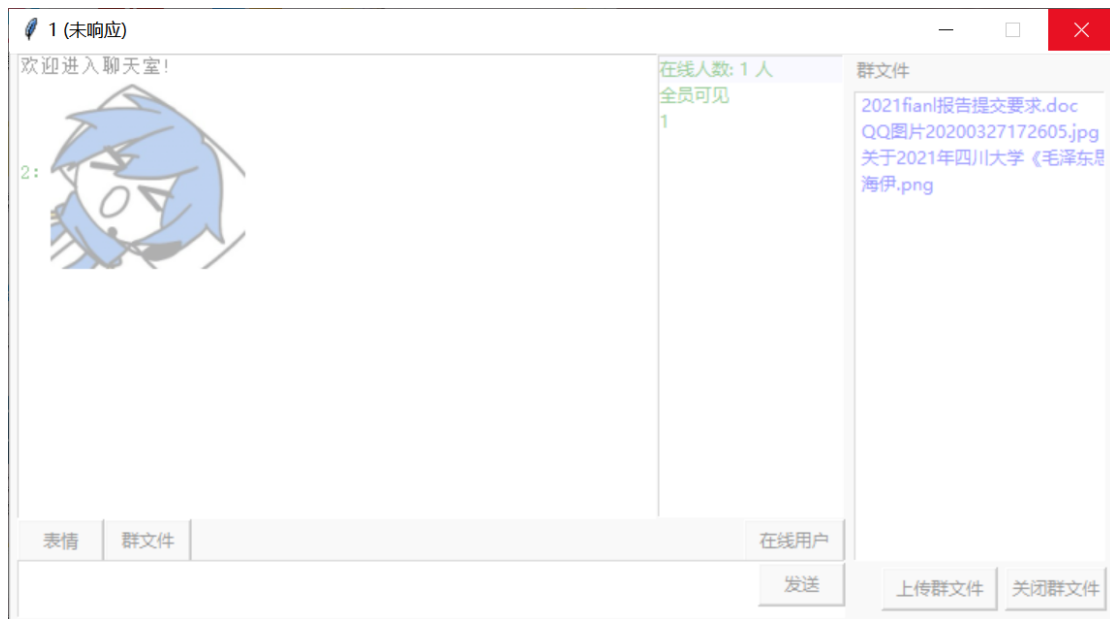 1 (未响应)
欢迎进入聊天室!
2:
在线人数: 1 人
全员可见
1
群文件
2021fianl报告提交要求.doc
QQ图片20200327172605.jpg
关于2021年四川大学《毛泽东思
海伊.png
表情
群文件
在线用户
发送
上传群文件
关闭群文件